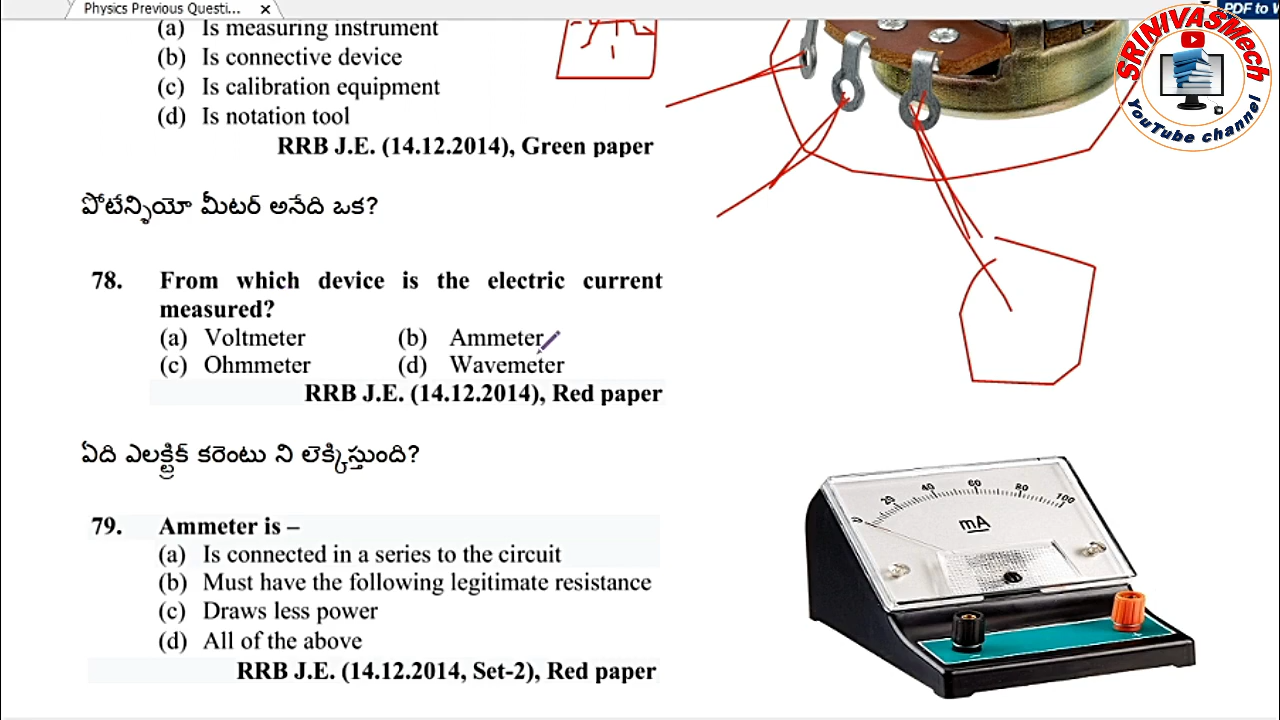 Physics Previous Questi... ×
PDF to W
SRINIVASMech
YouTube channel
(a) Is measuring instrument
(b) Is connective device
(c) Is calibration equipment
(d) Is notation tool
RRB J.E. (14.12.2014), Green paper
పోటేన్శియో మీటర్ అనేది ఒక?
78. From which device is the electric current
measured?
(a) Voltmeter (b) Ammeter
(c) Ohmmeter (d) Wavemeter
RRB J.E. (14.12.2014), Red paper
ఏది ఎలక్ట్రిక్ కరెంటు ని లెక్కిస్తుంది?
79. Ammeter is –
(a) Is connected in a series to the circuit
(b) Must have the following legitimate resistance
(c) Draws less power
(d) All of the above
RRB J.E. (14.12.2014, Set-2), Red paper
0 20 40 60 80 100
mA